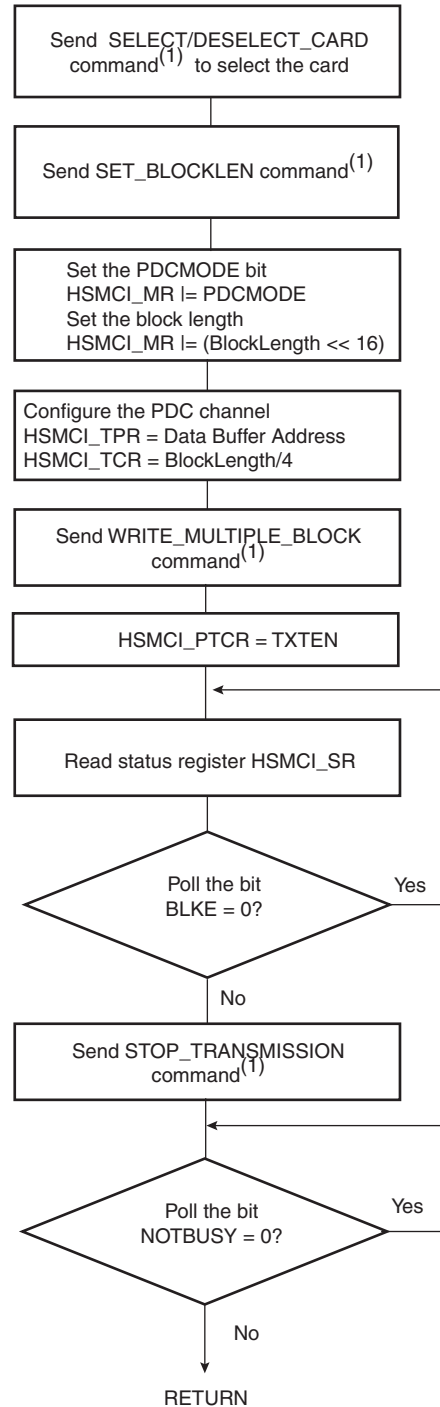 Send SELECT/DESELECT_CARD
command(1) to select the card
Send SET_BLOCKLEN command(1)
Set the PDCMODE bit
HSMCI_MR |= PDCMODE
Set the block length
HSMCI_MR |= (BlockLength << 16)
Configure the PDC channel
HSMCI_TPR = Data Buffer Address
HSMCI_TCR = BlockLength/4
Send WRITE_MULTIPLE_BLOCK
command(1)
HSMCI_PTCR = TXTEN
Read status register HSMCI_SR
Poll the bit
BLKE = 0?
Yes
No
Send STOP_TRANSMISSION
command(1)
Poll the bit
NOTBUSY = 0?
Yes
No
RETURN